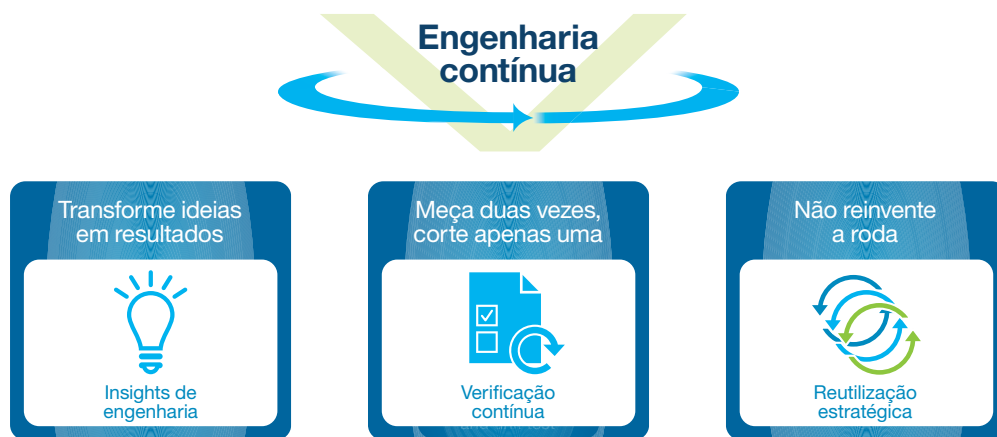 Engenharia
contínua
Transforme ideias
em resultados
Insights de
engenharia
Meça duas vezes,
corte apenas uma
Verificação
contínua
Não reinvente
a roda
Reutilização
estratégica